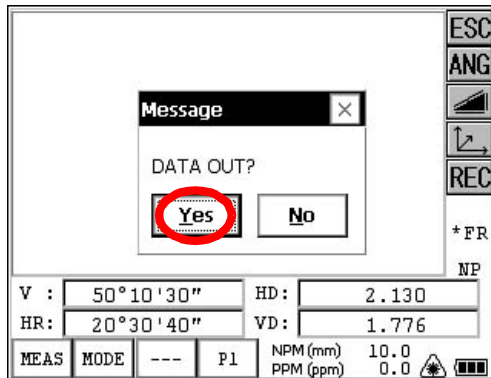 ESC
ANG
Message
DATA OUT?
Yes No
REC
*FR
NP
V : 50°10'30" HD: 2.130
HR: 20°30'40" VD: 1.776
MEAS MODE --- P1 NPM (mm) 10.0
PPM (ppm) 0.0